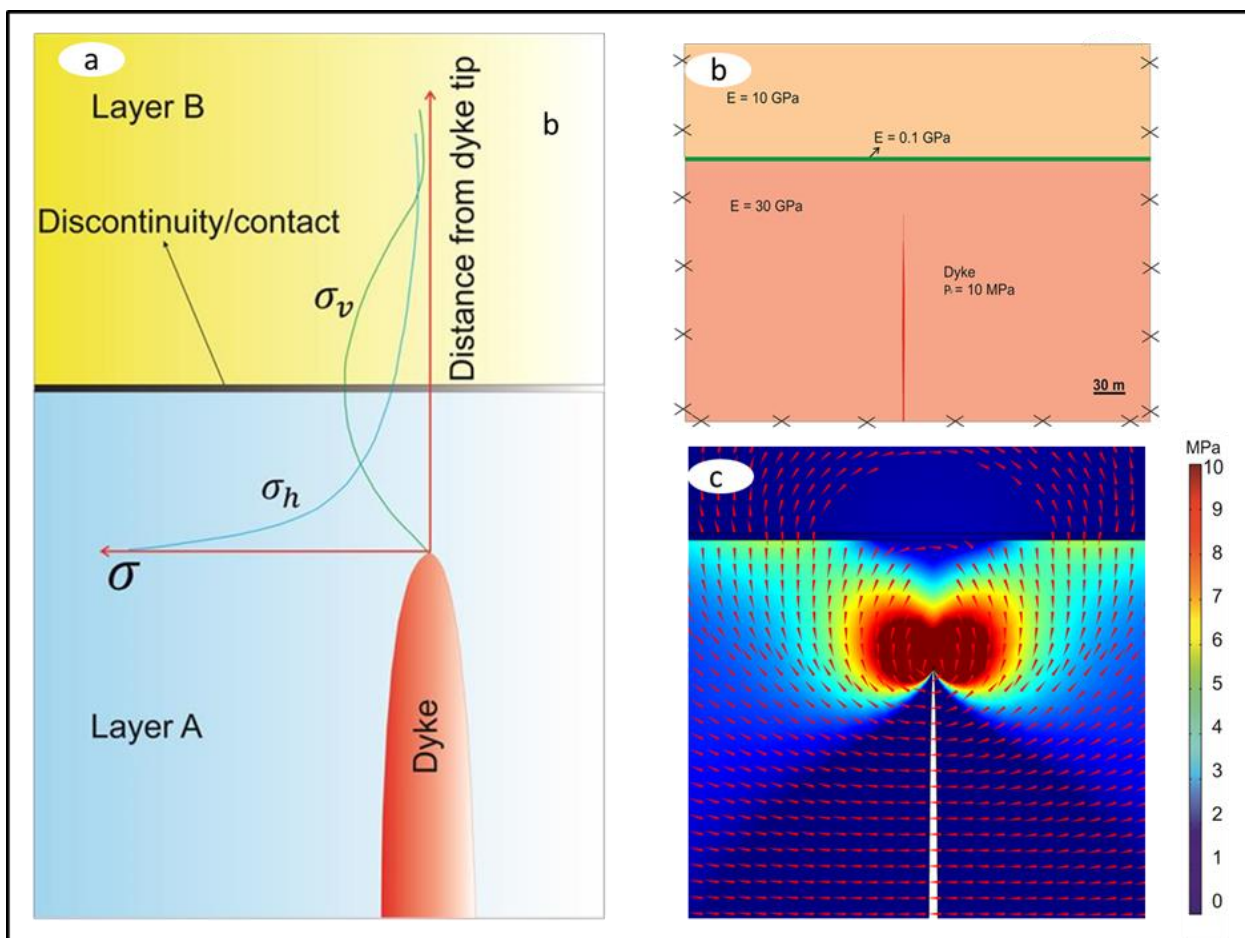 a
Layer B
b
Discontinuity/contact
Distance from dyke tip
σv
σh
σ
Layer A
Dyke
b
E = 10 GPa
E = 0.1 GPa
E = 30 GPa
Dyke
Pᵢ = 10 MPa
30 m
c
MPa
10
9
8
7
6
5
4
3
2
1
0